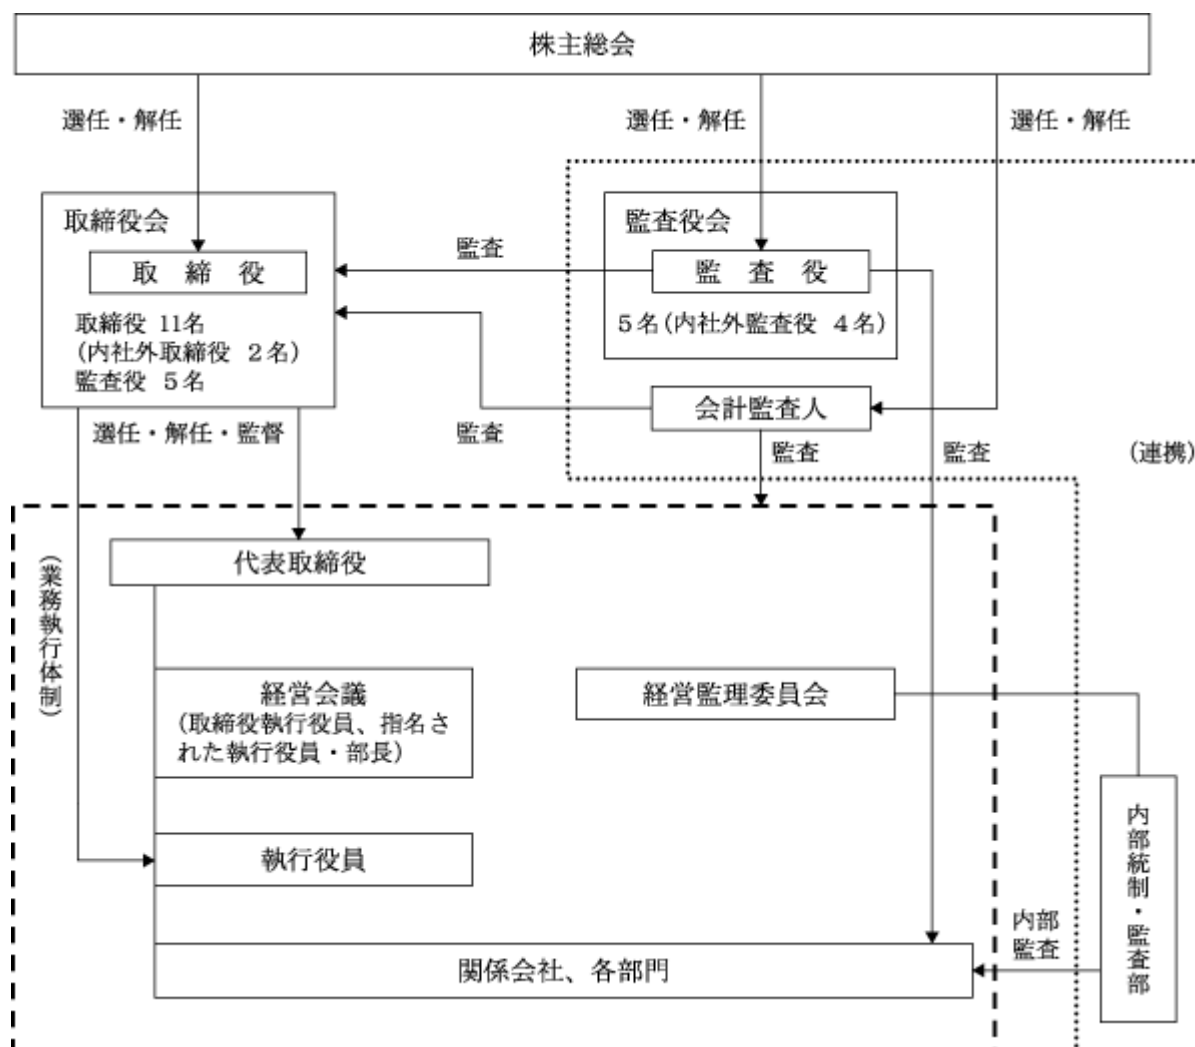 株主総会
選任・解任
選任・解任
選任・解任
取締役会
取 締 役
取締役 11名
(内社外取締役 2名)
監査役 5名
監査
監査役会
監 査 役
5名(内社外監査役 4名)
会計監査人
選任・解任・監督
監査
監査
監査
(連携)
(業務執行体制)
代表取締役
経営会議
(取締役執行役員、指名さ
れた執行役員・部長)
経営監理委員会
執行役員
内部統制・監査部
内部
監査
関係会社、各部門